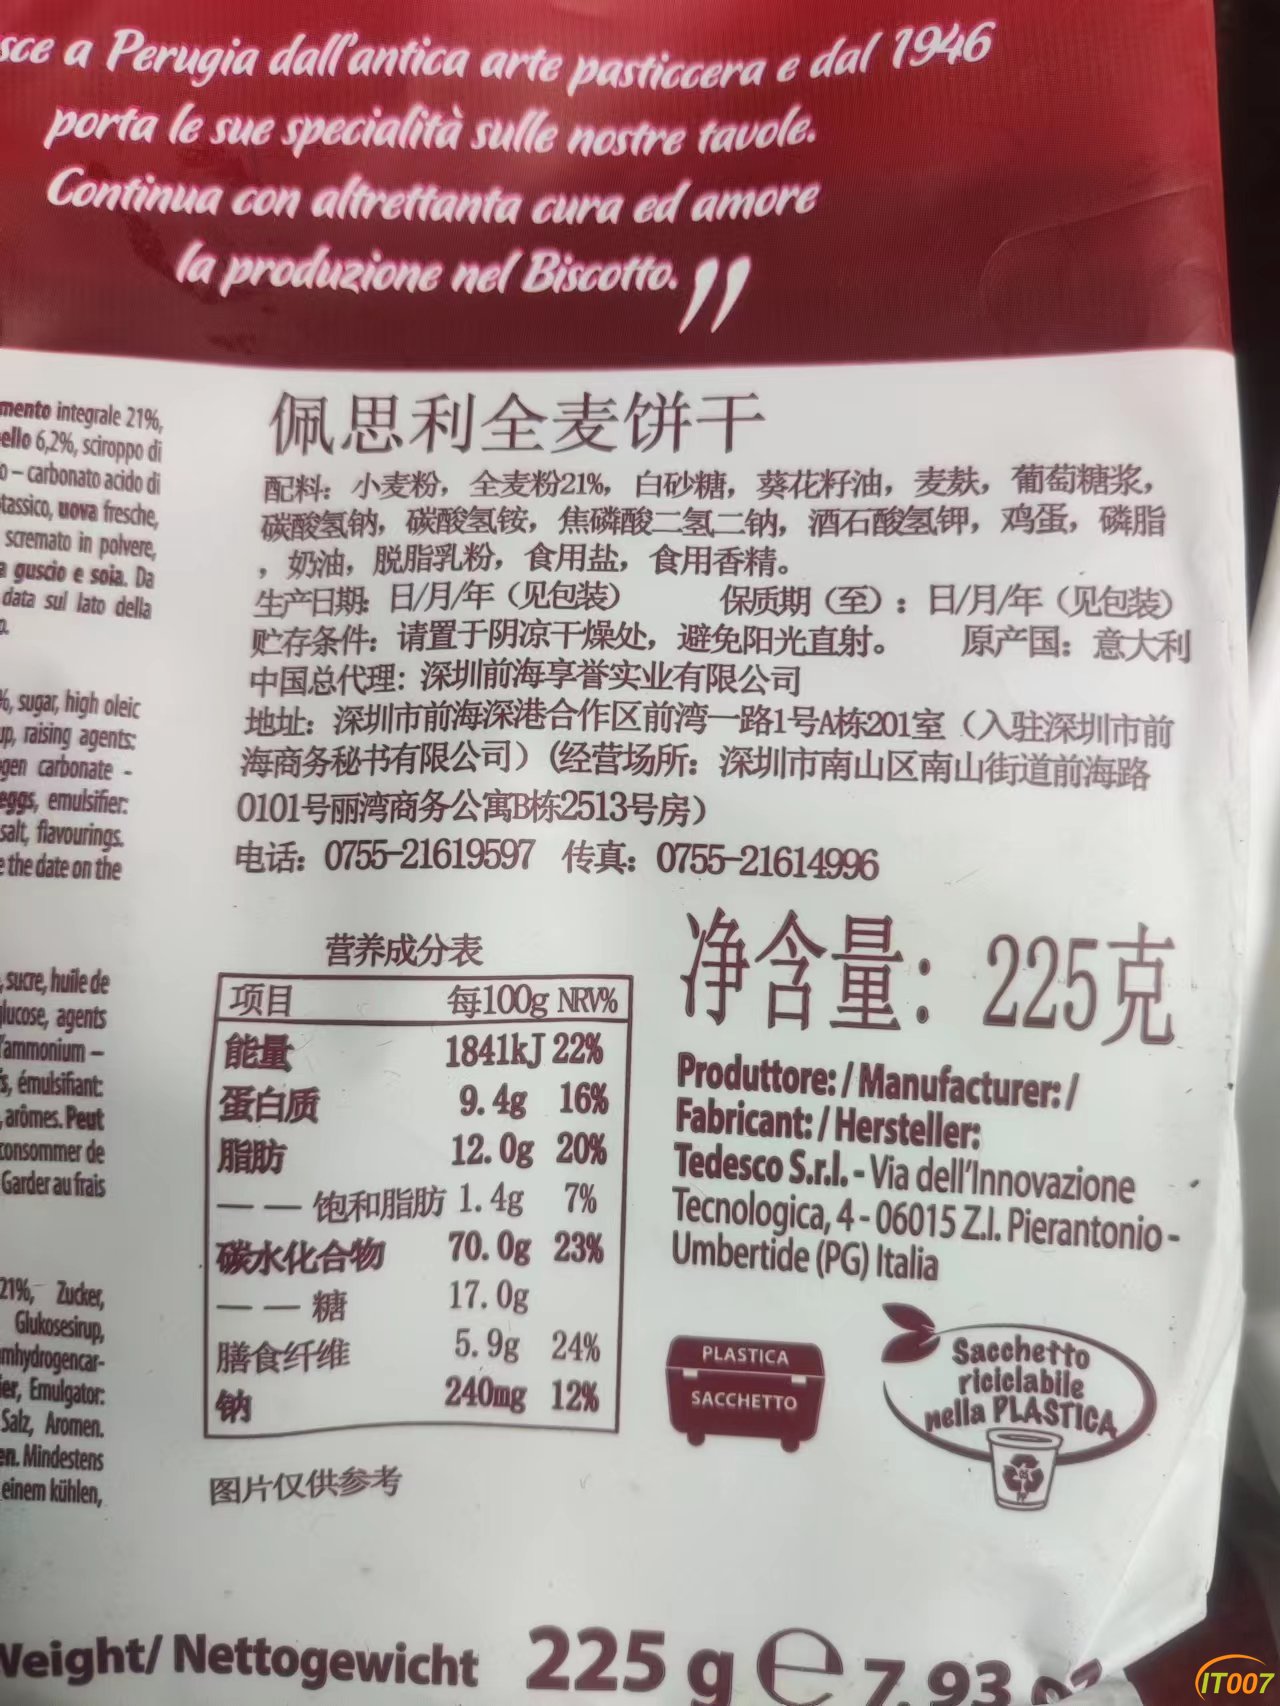 sce a Perugia dall'antica arte pasticcera e dal 1946
porta le sue specialità sulle nostre tavole.
Continua con altrettanta cura ed amore
la produzione nel Biscotto. "
mento integrale 21%,
ello 6,2%, sciroppo di
o – carbonato acido di
tassico, uova fresche,
scremato in polvere,
a guscio e soia. Da
data sul lato della
%, sugar, high oleic
up, raising agents:
gen carbonate -
eggs, emulsifier:
salt, flavourings.
e the date on the
, sucre, huile de
glucose, agents
'ammonium –
s, émulsifiant:
, arômes. Peut
consommer de
Garder au frais
21%, Zucker,
Glukosesirup,
mhydrogencar-
ier, Emulgator:
Salz, Aromen.
en. Mindestens
einem kühlen,
佩思利全麦饼干
配料：小麦粉，全麦粉21%，白砂糖，葵花籽油，麦麸，葡萄糖浆，
碳酸氢钠，碳酸氢铵，焦磷酸二氢二钠，酒石酸氢钾，鸡蛋，磷脂
，奶油，脱脂乳粉，食用盐，食用香精。
生产日期：日/月/年（见包装） 保质期（至）：日/月/年（见包装）
贮存条件：请置于阴凉干燥处，避免阳光直射。 原产国：意大利
中国总代理：深圳前海享誉实业有限公司
地址：深圳市前海深港合作区前湾一路1号A栋201室（入驻深圳市前
海商务秘书有限公司）（经营场所：深圳市南山区南山街道前海路
0101号丽湾商务公寓B栋2513号房）
电话：0755-21619597 传真：0755-21614996
营养成分表
项目 每100g NRV%
能量 1841kJ 22%
蛋白质 9.4g 16%
脂肪 12.0g 20%
—— 饱和脂肪 1.4g 7%
碳水化合物 70.0g 23%
—— 糖 17.0g
膳食纤维 5.9g 24%
钠 240mg 12%
图片仅供参考
净含量：225克
Produttore: / Manufacturer: /
Fabricant: / Hersteller:
Tedesco S.r.l. - Via dell'Innovazione
Tecnologica, 4 - 06015 Z.I. Pierantonio -
Umbertide (PG) Italia
PLASTICA
SACCHETTO
Sacchetto
riciclabile
nella PLASTICA
Weight/ Nettogewicht 225 g e 7.93 oz
IT007